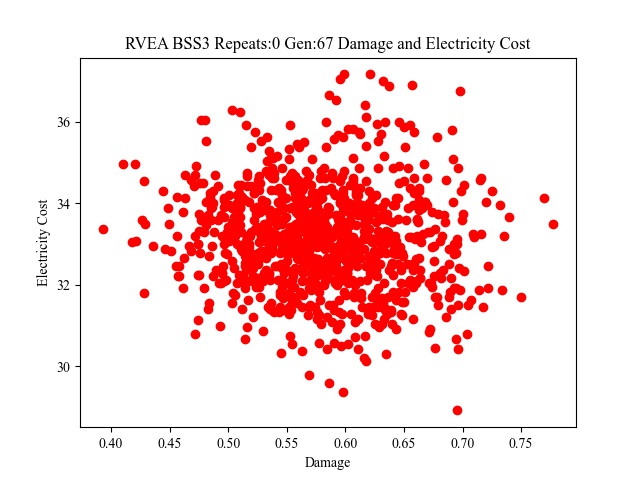 RVEA BSS3 Repeats:0 Gen:67 Damage and Electricity Cost
Electricity Cost
36
34
32
30
0.40 0.45 0.50 0.55 0.60 0.65 0.70 0.75
Damage